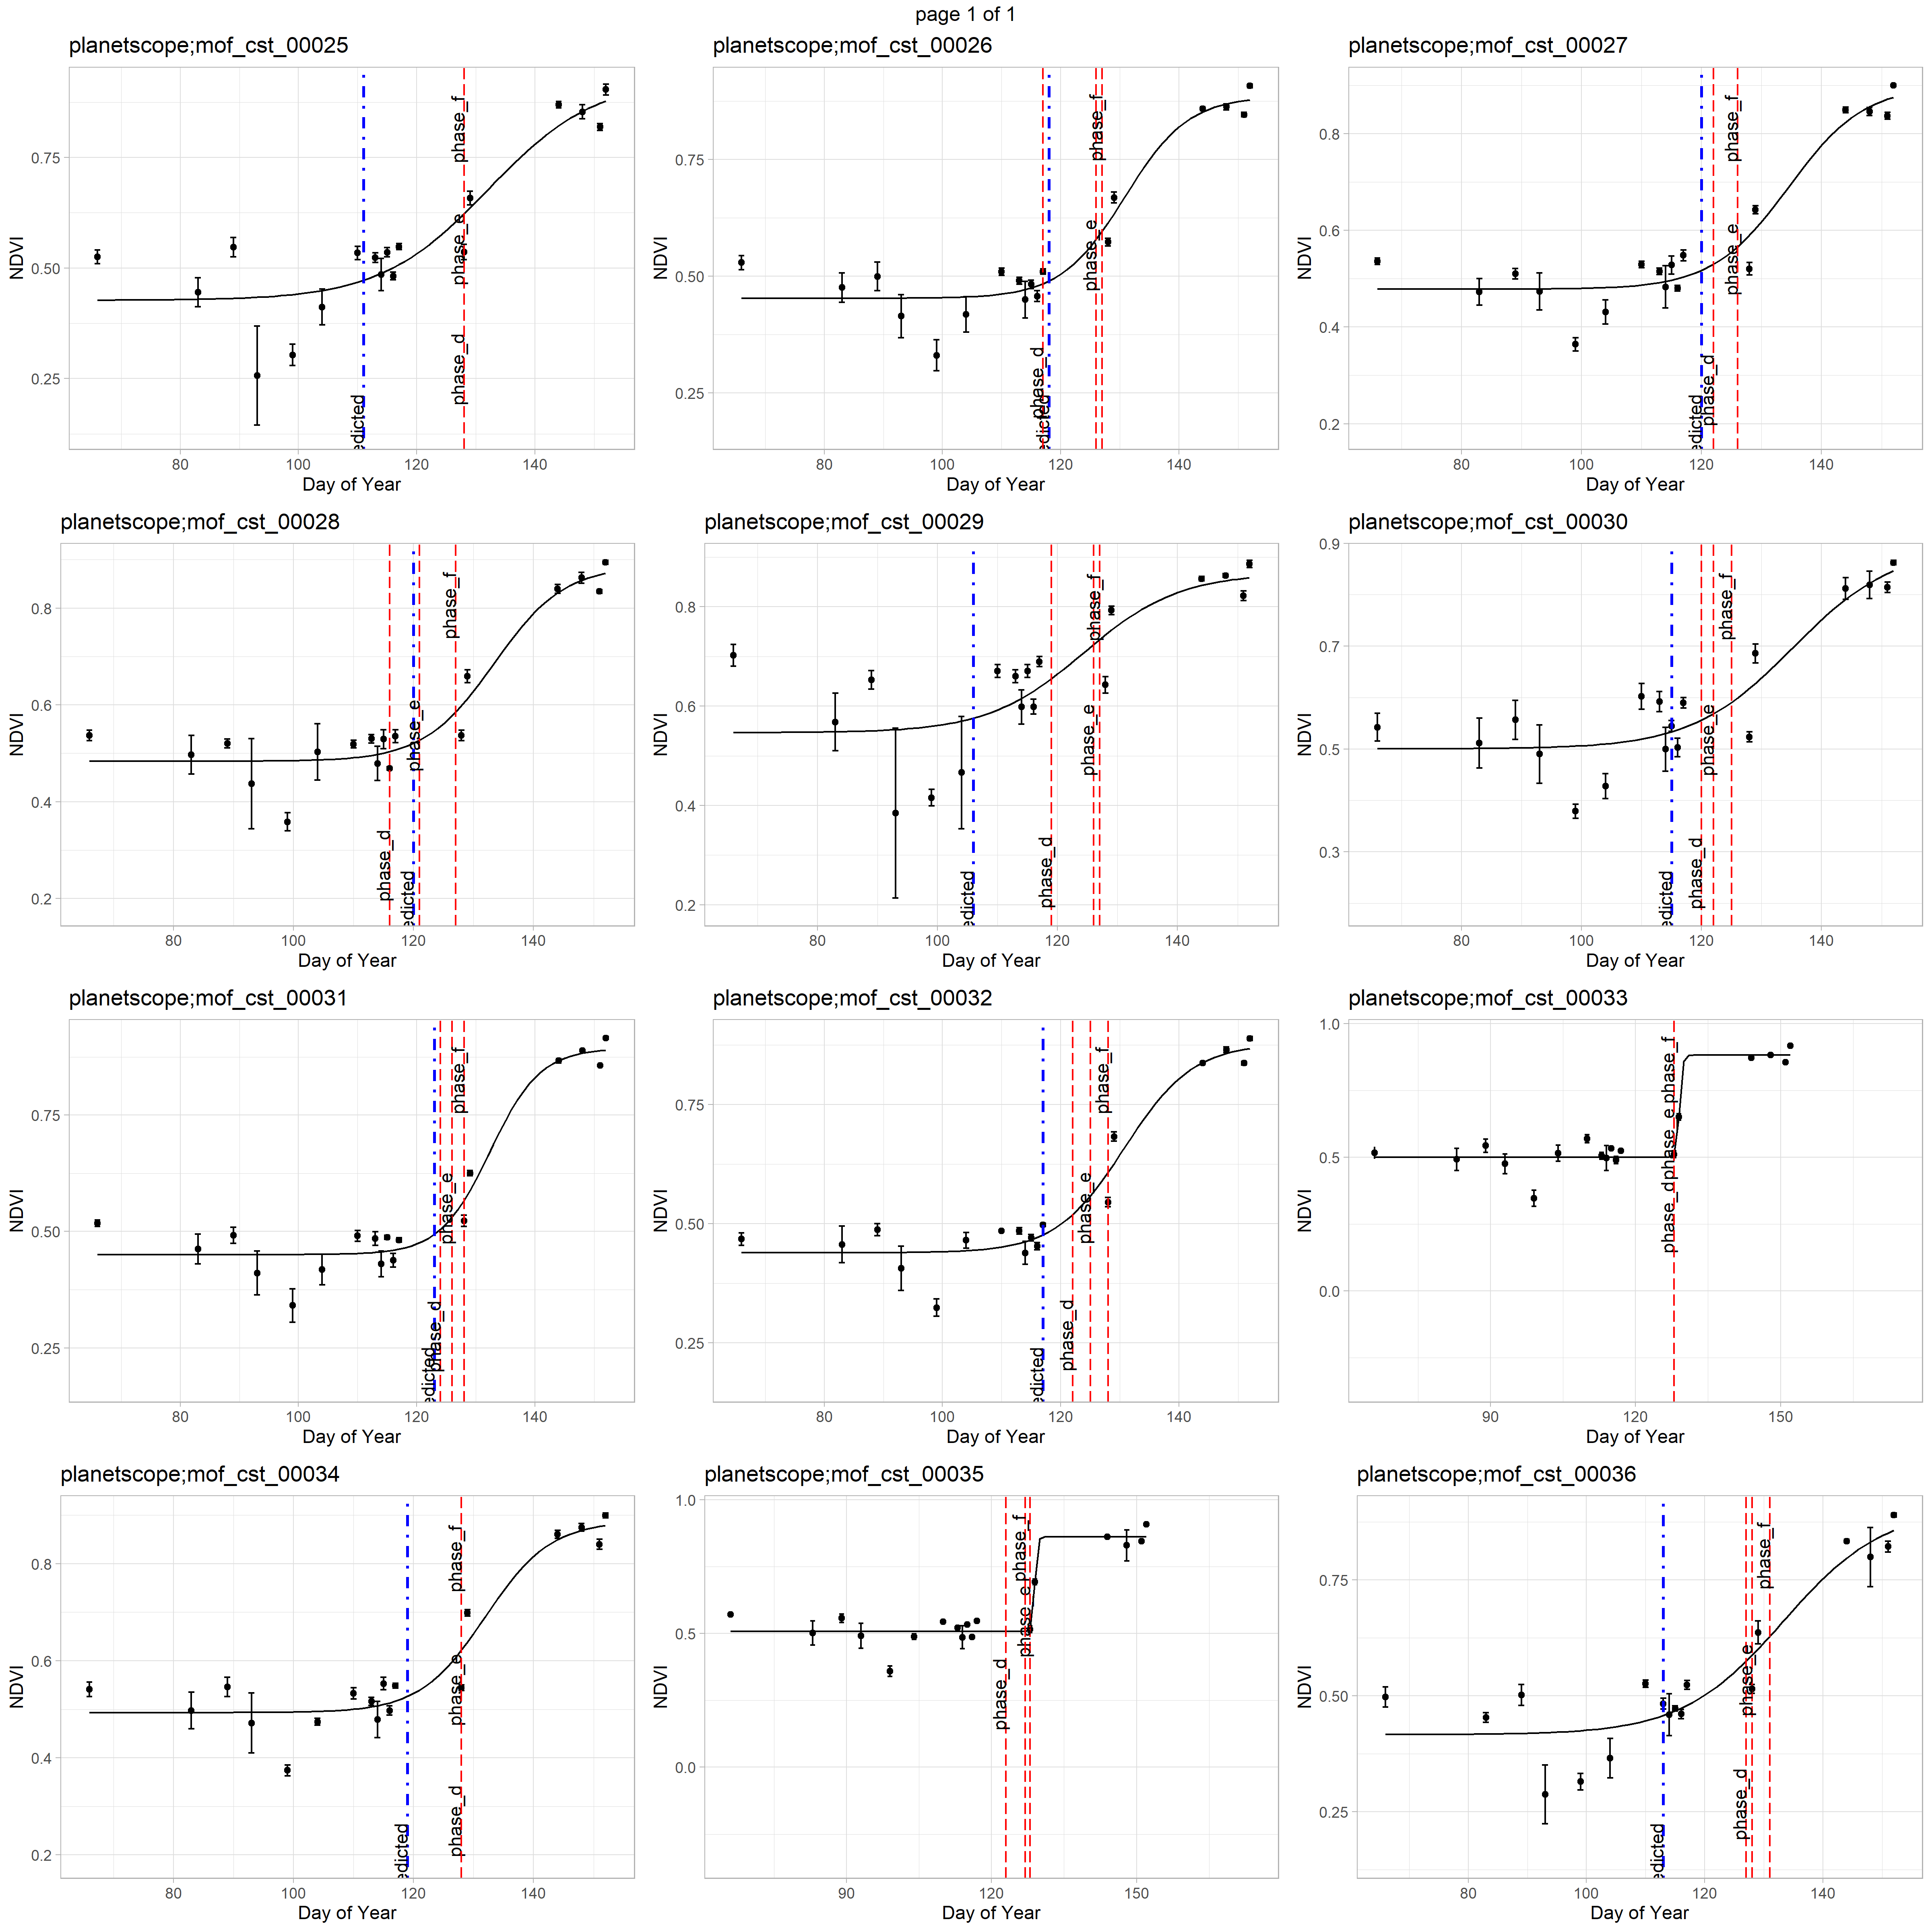 page 1 of 1
planetscope;mof_cst_00025
NDVI
0.75
0.50
0.25
phase_f
phase_e
phase_d
edicted
80 100 120 140
Day of Year
planetscope;mof_cst_00026
NDVI
0.75
0.50
0.25
phase_f
phase_e
phase_d
edicted
80 100 120 140
Day of Year
planetscope;mof_cst_00027
NDVI
0.8
0.6
0.4
0.2
phase_f
phase_e
phase_d
edicted
80 100 120 140
Day of Year
planetscope;mof_cst_00028
NDVI
0.8
0.6
0.4
0.2
phase_f
phase_e
phase_d
edicted
80 100 120 140
Day of Year
planetscope;mof_cst_00029
NDVI
0.8
0.6
0.4
0.2
phase_f
phase_e
phase_d
edicted
80 100 120 140
Day of Year
planetscope;mof_cst_00030
NDVI
0.9
0.7
0.5
0.3
phase_f
phase_e
phase_d
edicted
80 100 120 140
Day of Year
planetscope;mof_cst_00031
NDVI
0.75
0.50
0.25
phase_f
phase_e
phase_d
edicted
80 100 120 140
Day of Year
planetscope;mof_cst_00032
NDVI
0.75
0.50
0.25
phase_f
phase_e
phase_d
edicted
80 100 120 140
Day of Year
planetscope;mof_cst_00033
NDVI
1.0
0.5
0.0
phase_f
phase_e
phase_d
90 120 150
Day of Year
planetscope;mof_cst_00034
NDVI
0.8
0.6
0.4
0.2
phase_f
phase_e
phase_d
edicted
80 100 120 140
Day of Year
planetscope;mof_cst_00035
NDVI
1.0
0.5
0.0
phase_f
phase_e
phase_d
90 120 150
Day of Year
planetscope;mof_cst_00036
NDVI
0.75
0.50
0.25
phase_f
phase_e
phase_d
edicted
80 100 120 140
Day of Year